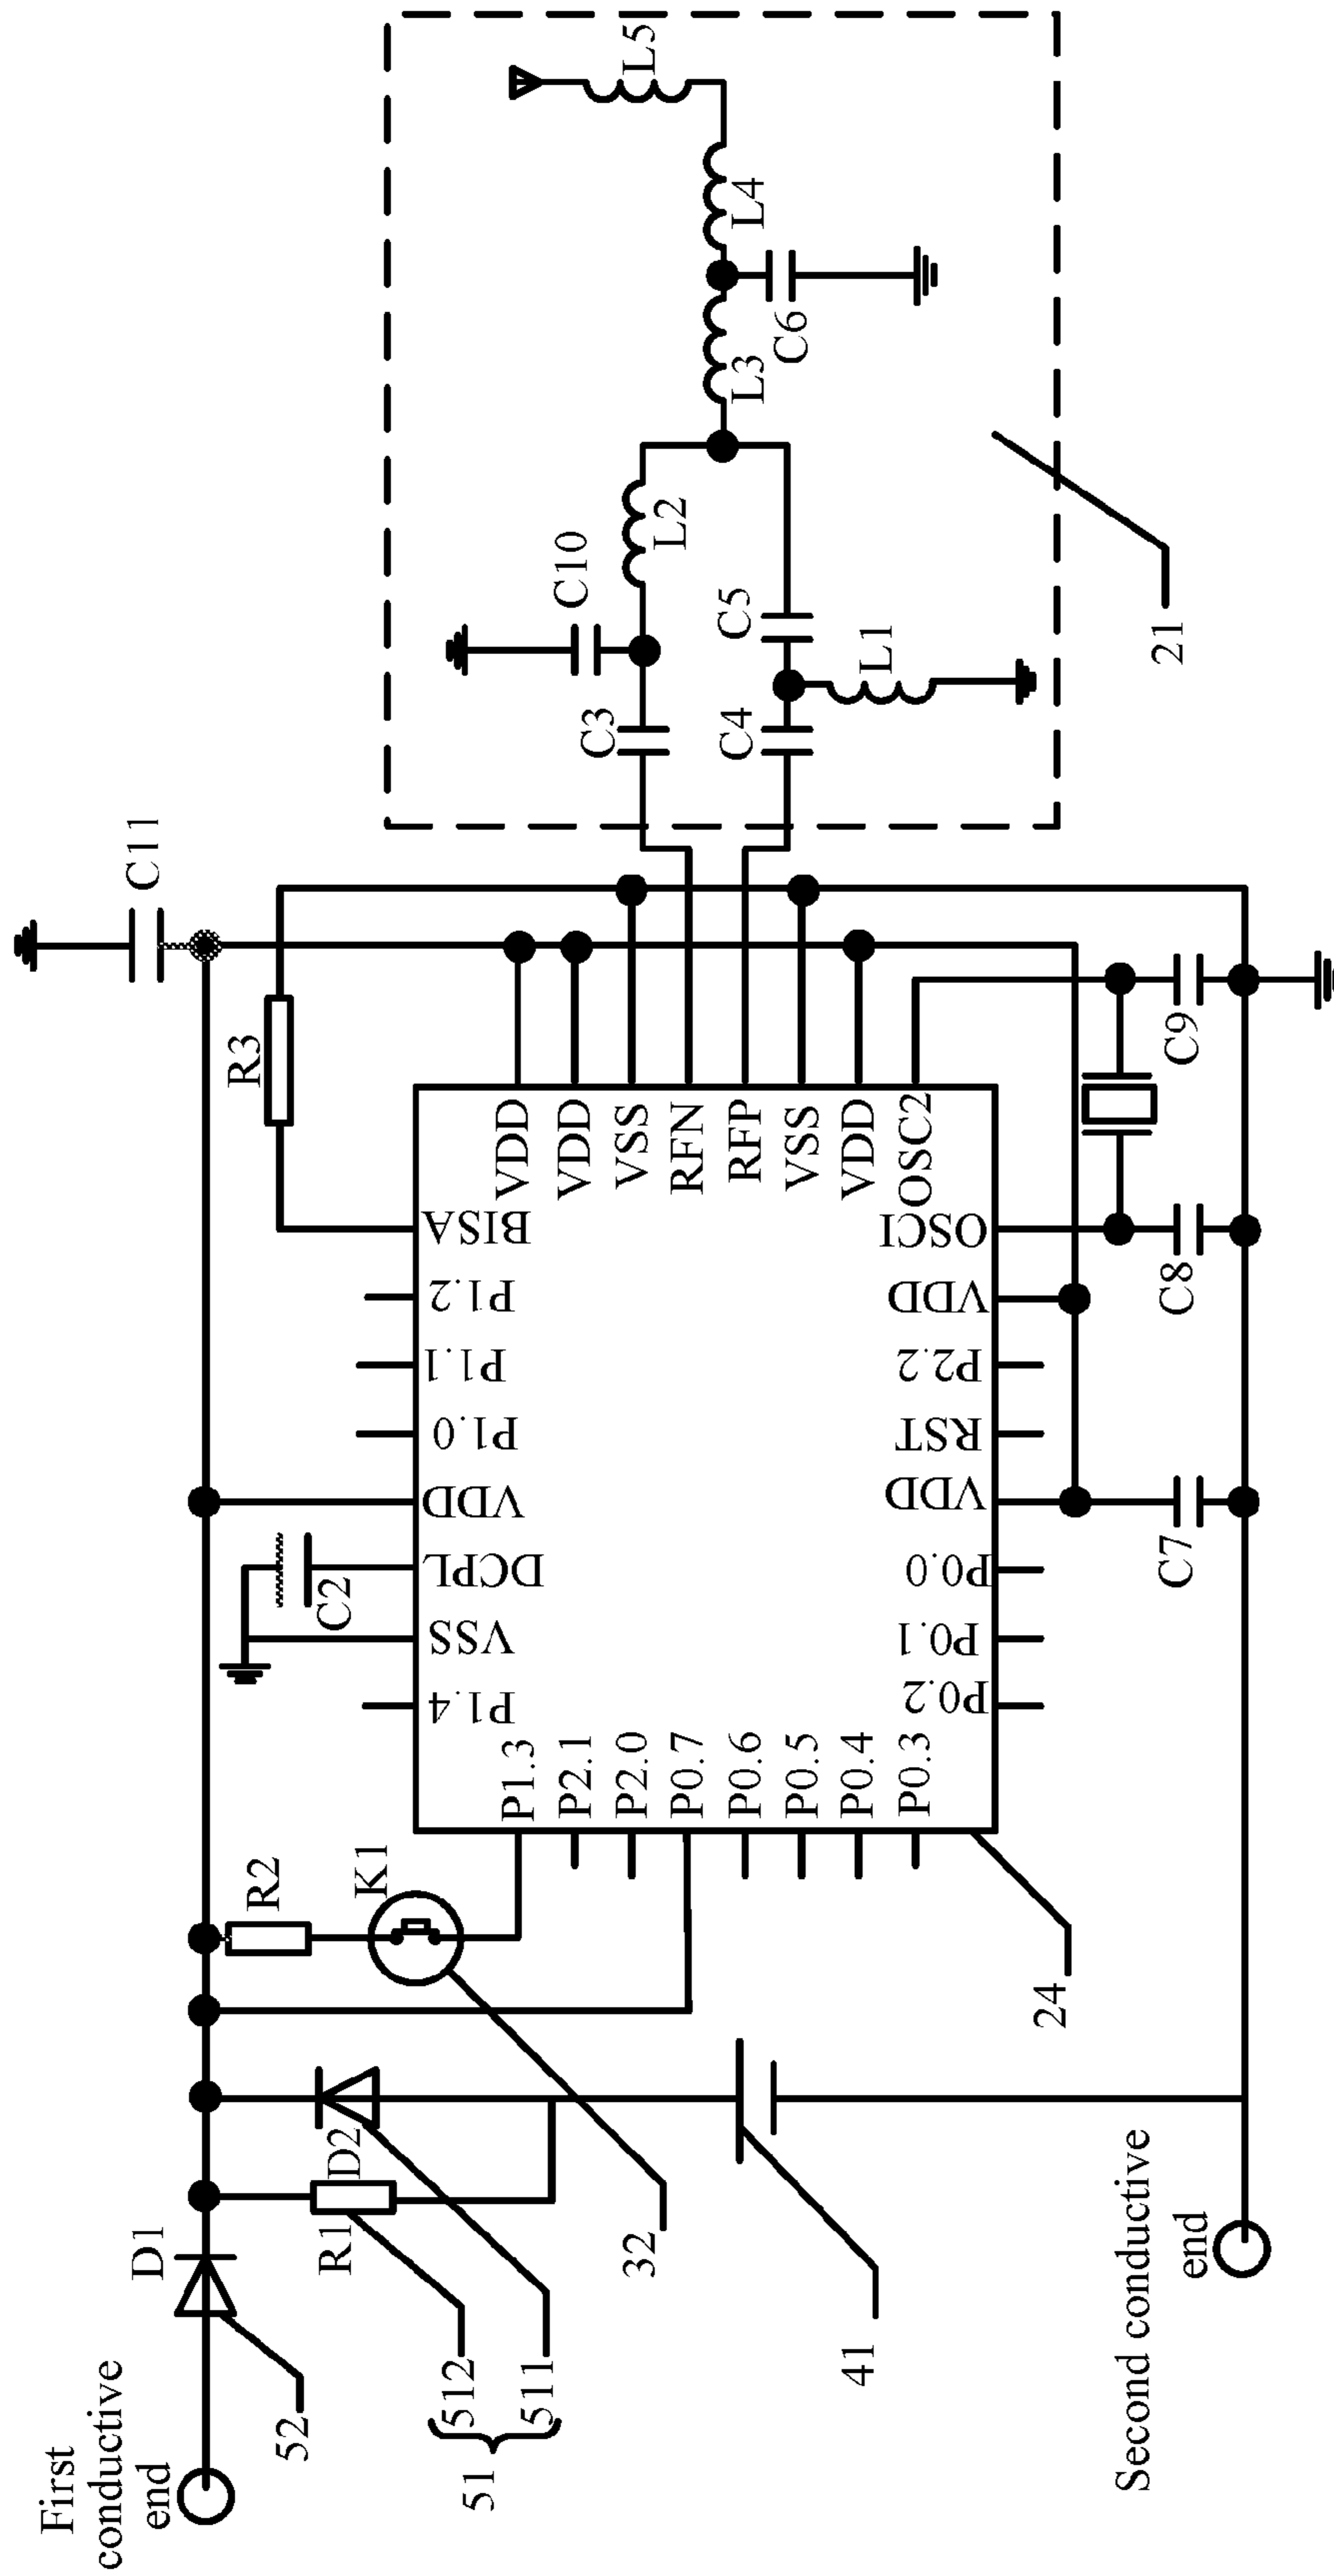 First
conductive
end
D1
52
R1
D2
512
511
51
R2
K1
32
41
Second conductive
end
24
C11
R3
C2
P1.4
VSS
DCPL
VDD
P1.0
P1.1
P1.2
BISA
P1.3
P2.1
P2.0
P0.7
P0.6
P0.5
P0.4
P0.3
VDD
VDD
VSS
RFN
RFP
VSS
VDD
OSC2
P0.2
P0.1
P0.0
VDD
RST
P2.2
VDD
OSCI
C7
C8
C9
C3
C10
L2
C4
C5
L1
L3
C6
L4
L5
21